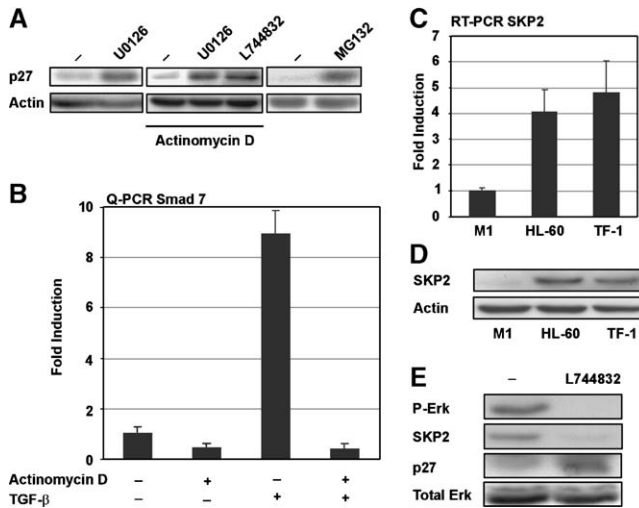 A
– U0126 – U0126 L744832 – MG132
p27
Actin
Actinomycin D
B
Q-PCR Smad 7
Fold Induction
10
8
6
4
2
0
Actinomycin D – + – +
TGF-β – – + +
C
RT-PCR SKP2
Fold Induction
7
6
5
4
3
2
1
0
M1 HL-60 TF-1
D
SKP2
Actin
M1 HL-60 TF-1
E
– L744832
P-Erk
SKP2
p27
Total Erk